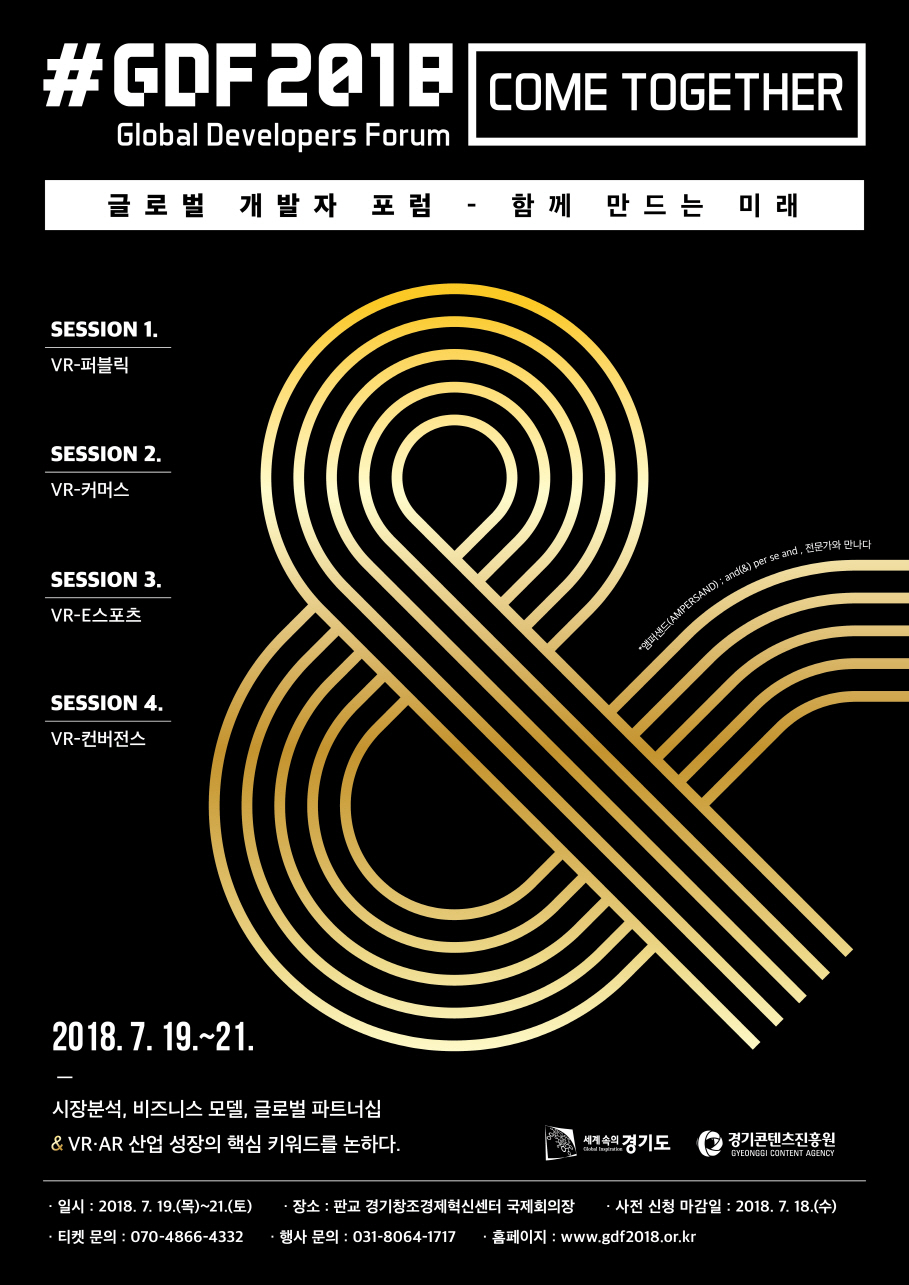 #GDF2018
COME TOGETHER
Global Developers Forum
글로벌 개발자 포럼 - 함께 만드는 미래
SESSION 1.
VR-퍼블릭
SESSION 2.
VR-커머스
SESSION 3.
VR-E스포츠
SESSION 4.
VR-컨버전스
*앰퍼샌드(AMPERSAND) ; and(&) per se and , 전문가와 만나다
2018. 7. 19.~21.
시장분석, 비즈니스 모델, 글로벌 파트너십
& VR·AR 산업 성장의 핵심 키워드를 논하다.
세계 속의 경기도
Global Inspiration
경기콘텐츠진흥원
GYEONGGI CONTENT AGENCY
· 일시 : 2018. 7. 19.(목)~21.(토) · 장소 : 판교 경기창조경제혁신센터 국제회의장 · 사전 신청 마감일 : 2018. 7. 18.(수)
· 티켓 문의 : 070-4866-4332 · 행사 문의 : 031-8064-1717 · 홈페이지 : www.gdf2018.or.kr